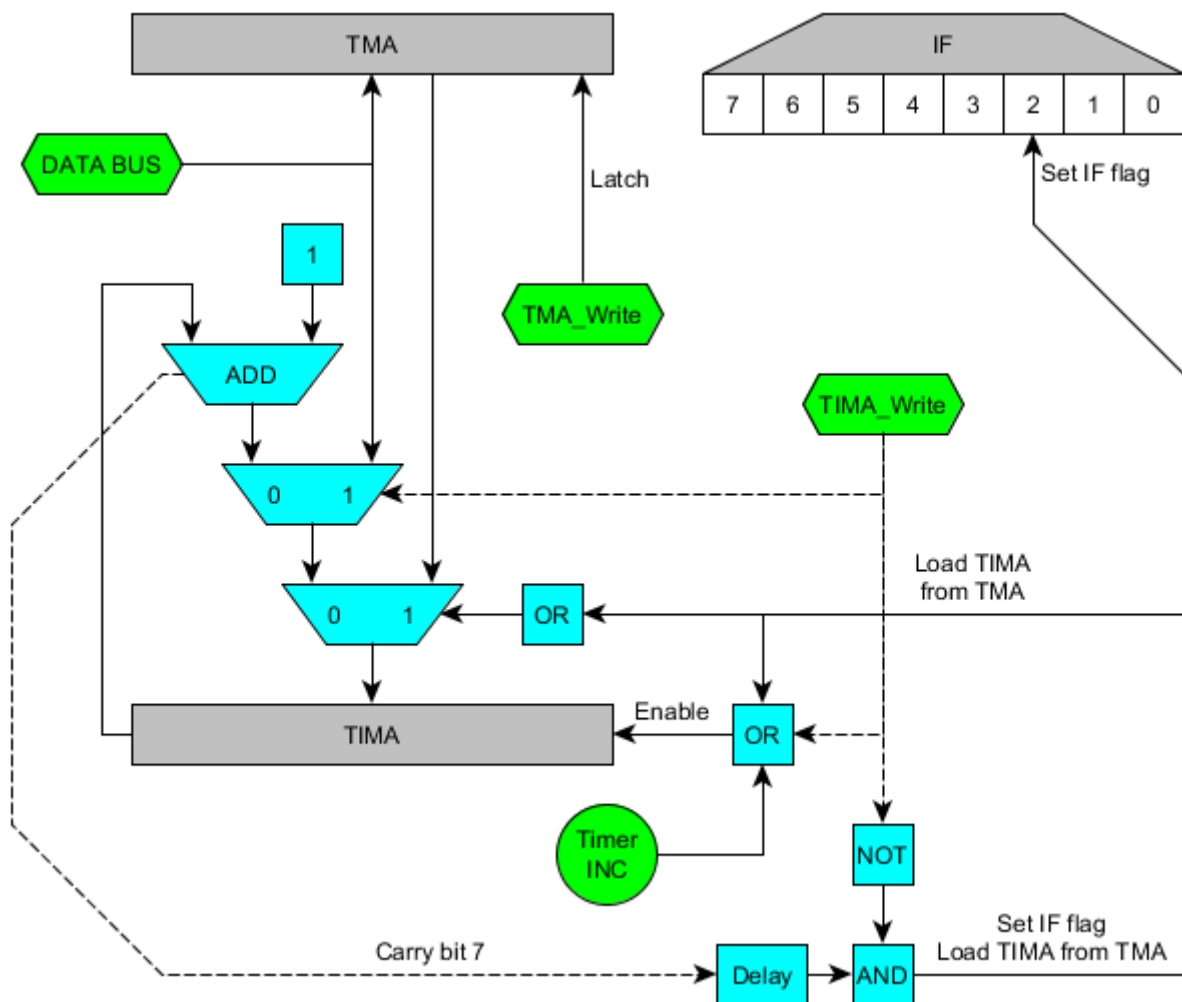 TMA
IF
7 6 5 4 3 2 1 0
DATA BUS
Latch
Set IF flag
1
TMA_Write
ADD
TIMA_Write
0 1
Load TIMA
from TMA
0 1
OR
Enable
TIMA
OR
Timer
INC
NOT
Carry bit 7
Set IF flag
Load TIMA from TMA
Delay
AND